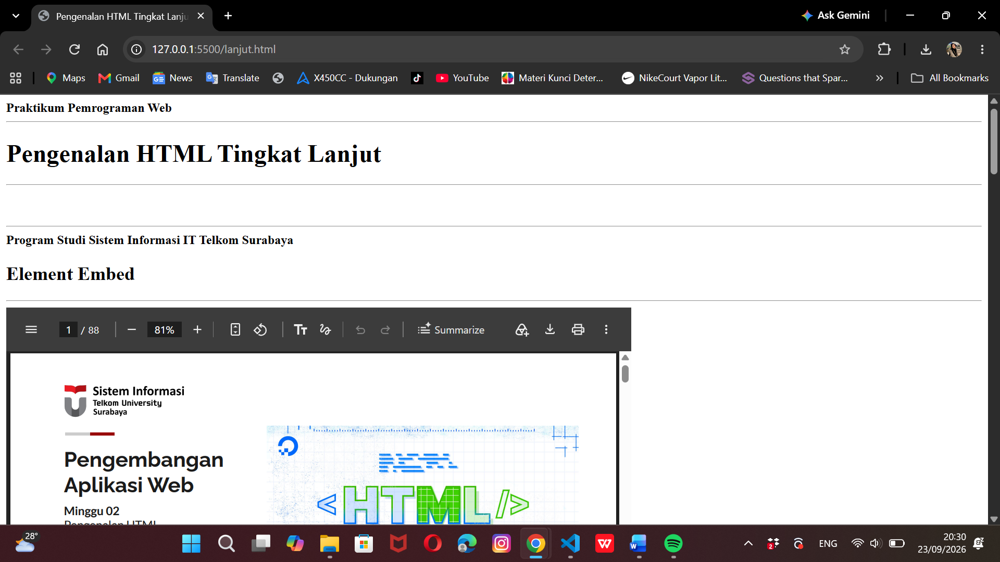 Pengenalan HTML Tingkat Lanju
Ask Gemini
127.0.0.1:5500/lanjut.html
Maps
Gmail
News
Translate
X450CC - Dukungan
YouTube
Materi Kunci Deter...
NikeCourt Vapor Lit...
Questions that Spar...
All Bookmarks
Praktikum Pemrograman Web
Pengenalan HTML Tingkat Lanjut
Program Studi Sistem Informasi IT Telkom Surabaya
Element Embed
1 / 88
81%
Summarize
Sistem Informasi
Telkom University
Surabaya
Pengembangan
Aplikasi Web
Minggu 02
Pengenalan HTML
<HTML/>
28°
ENG
20:30
23/09/2026